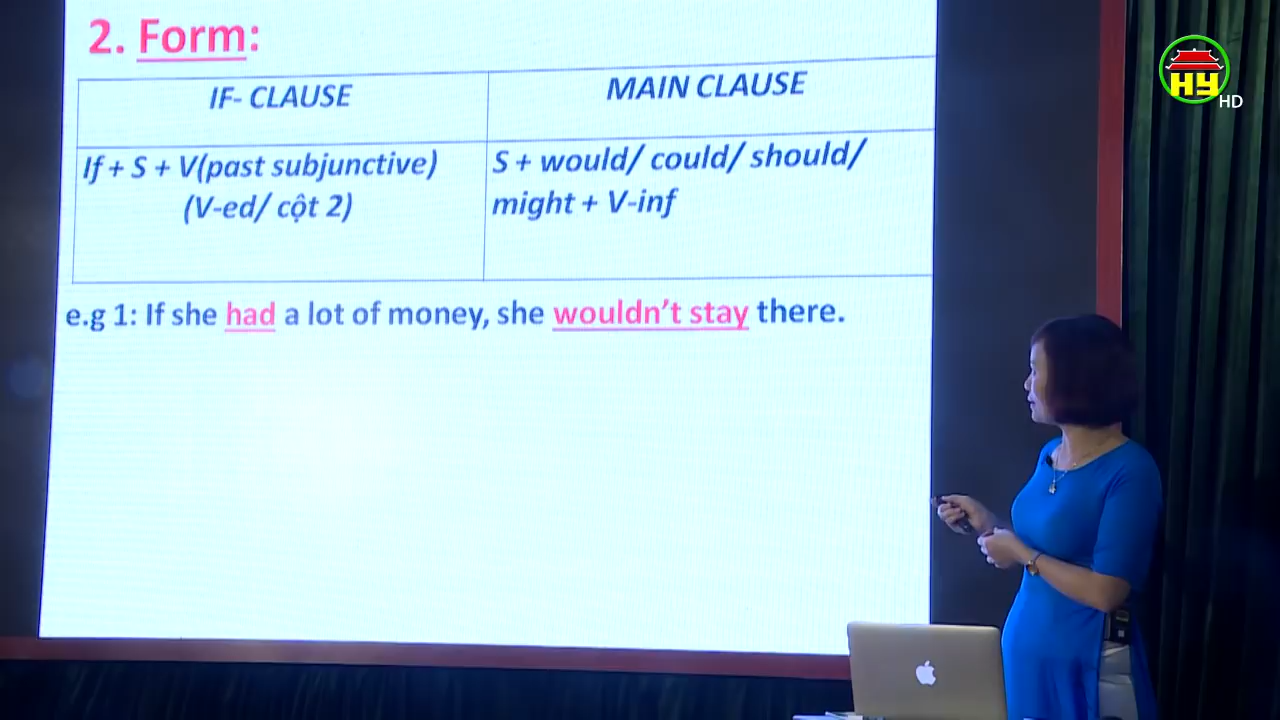 2. Form:
IF- CLAUSE
MAIN CLAUSE
If + S + V(past subjunctive)
(V-ed/ cột 2)
S + would/ could/ should/
might + V-inf
e.g 1: If she had a lot of money, she wouldn't stay there.
HY
HD